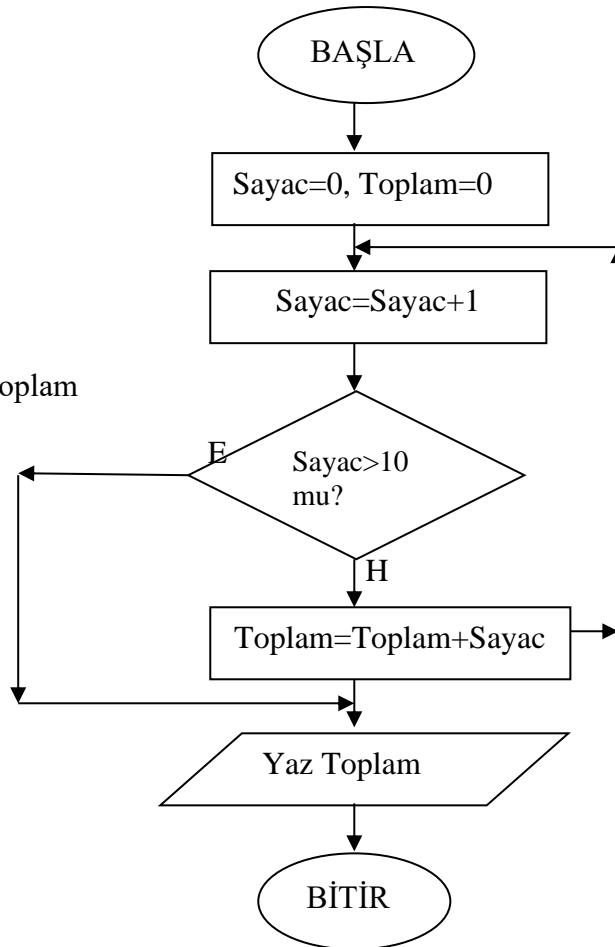 BAŞLA
Sayac=0, Toplam=0
Sayac=Sayac+1
oplam
E
Sayac>10
mu?
H
Toplam=Toplam+Sayac
Yaz Toplam
BİTİR